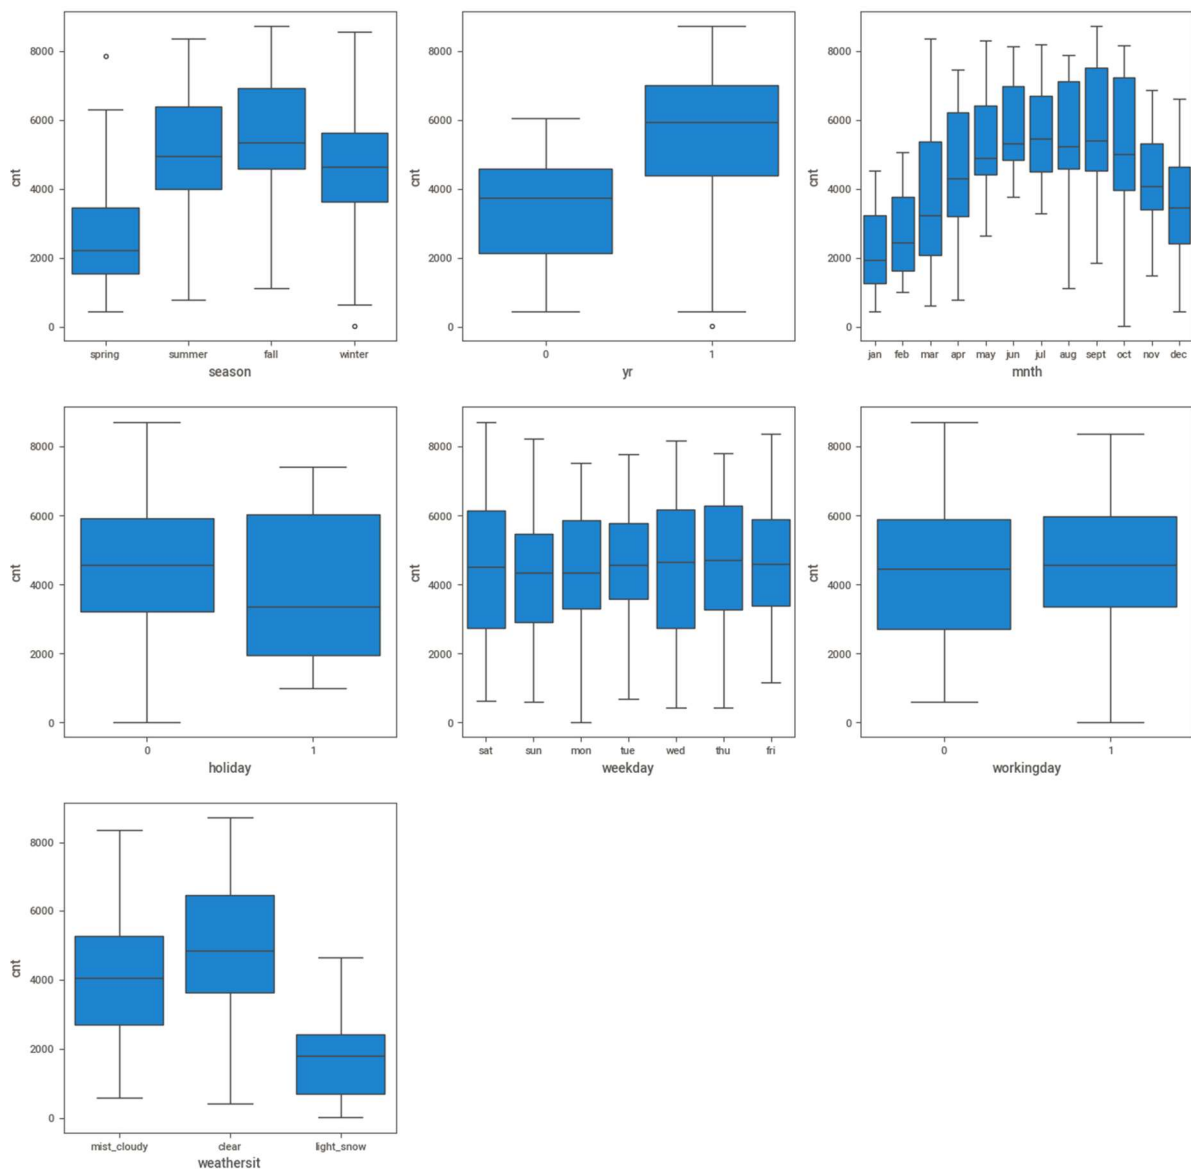 cnt
8000
6000
4000
2000
0
spring summer fall winter
season
cnt
8000
6000
4000
2000
0
0 1
yr
cnt
8000
6000
4000
2000
0
jan feb mar apr may jun jul aug sept oct nov dec
mnth
cnt
8000
6000
4000
2000
0
0 1
holiday
cnt
8000
6000
4000
2000
0
sat sun mon tue wed thu fri
weekday
cnt
8000
6000
4000
2000
0
0 1
workingday
cnt
8000
6000
4000
2000
0
mist_cloudy clear light_snow
weathersit